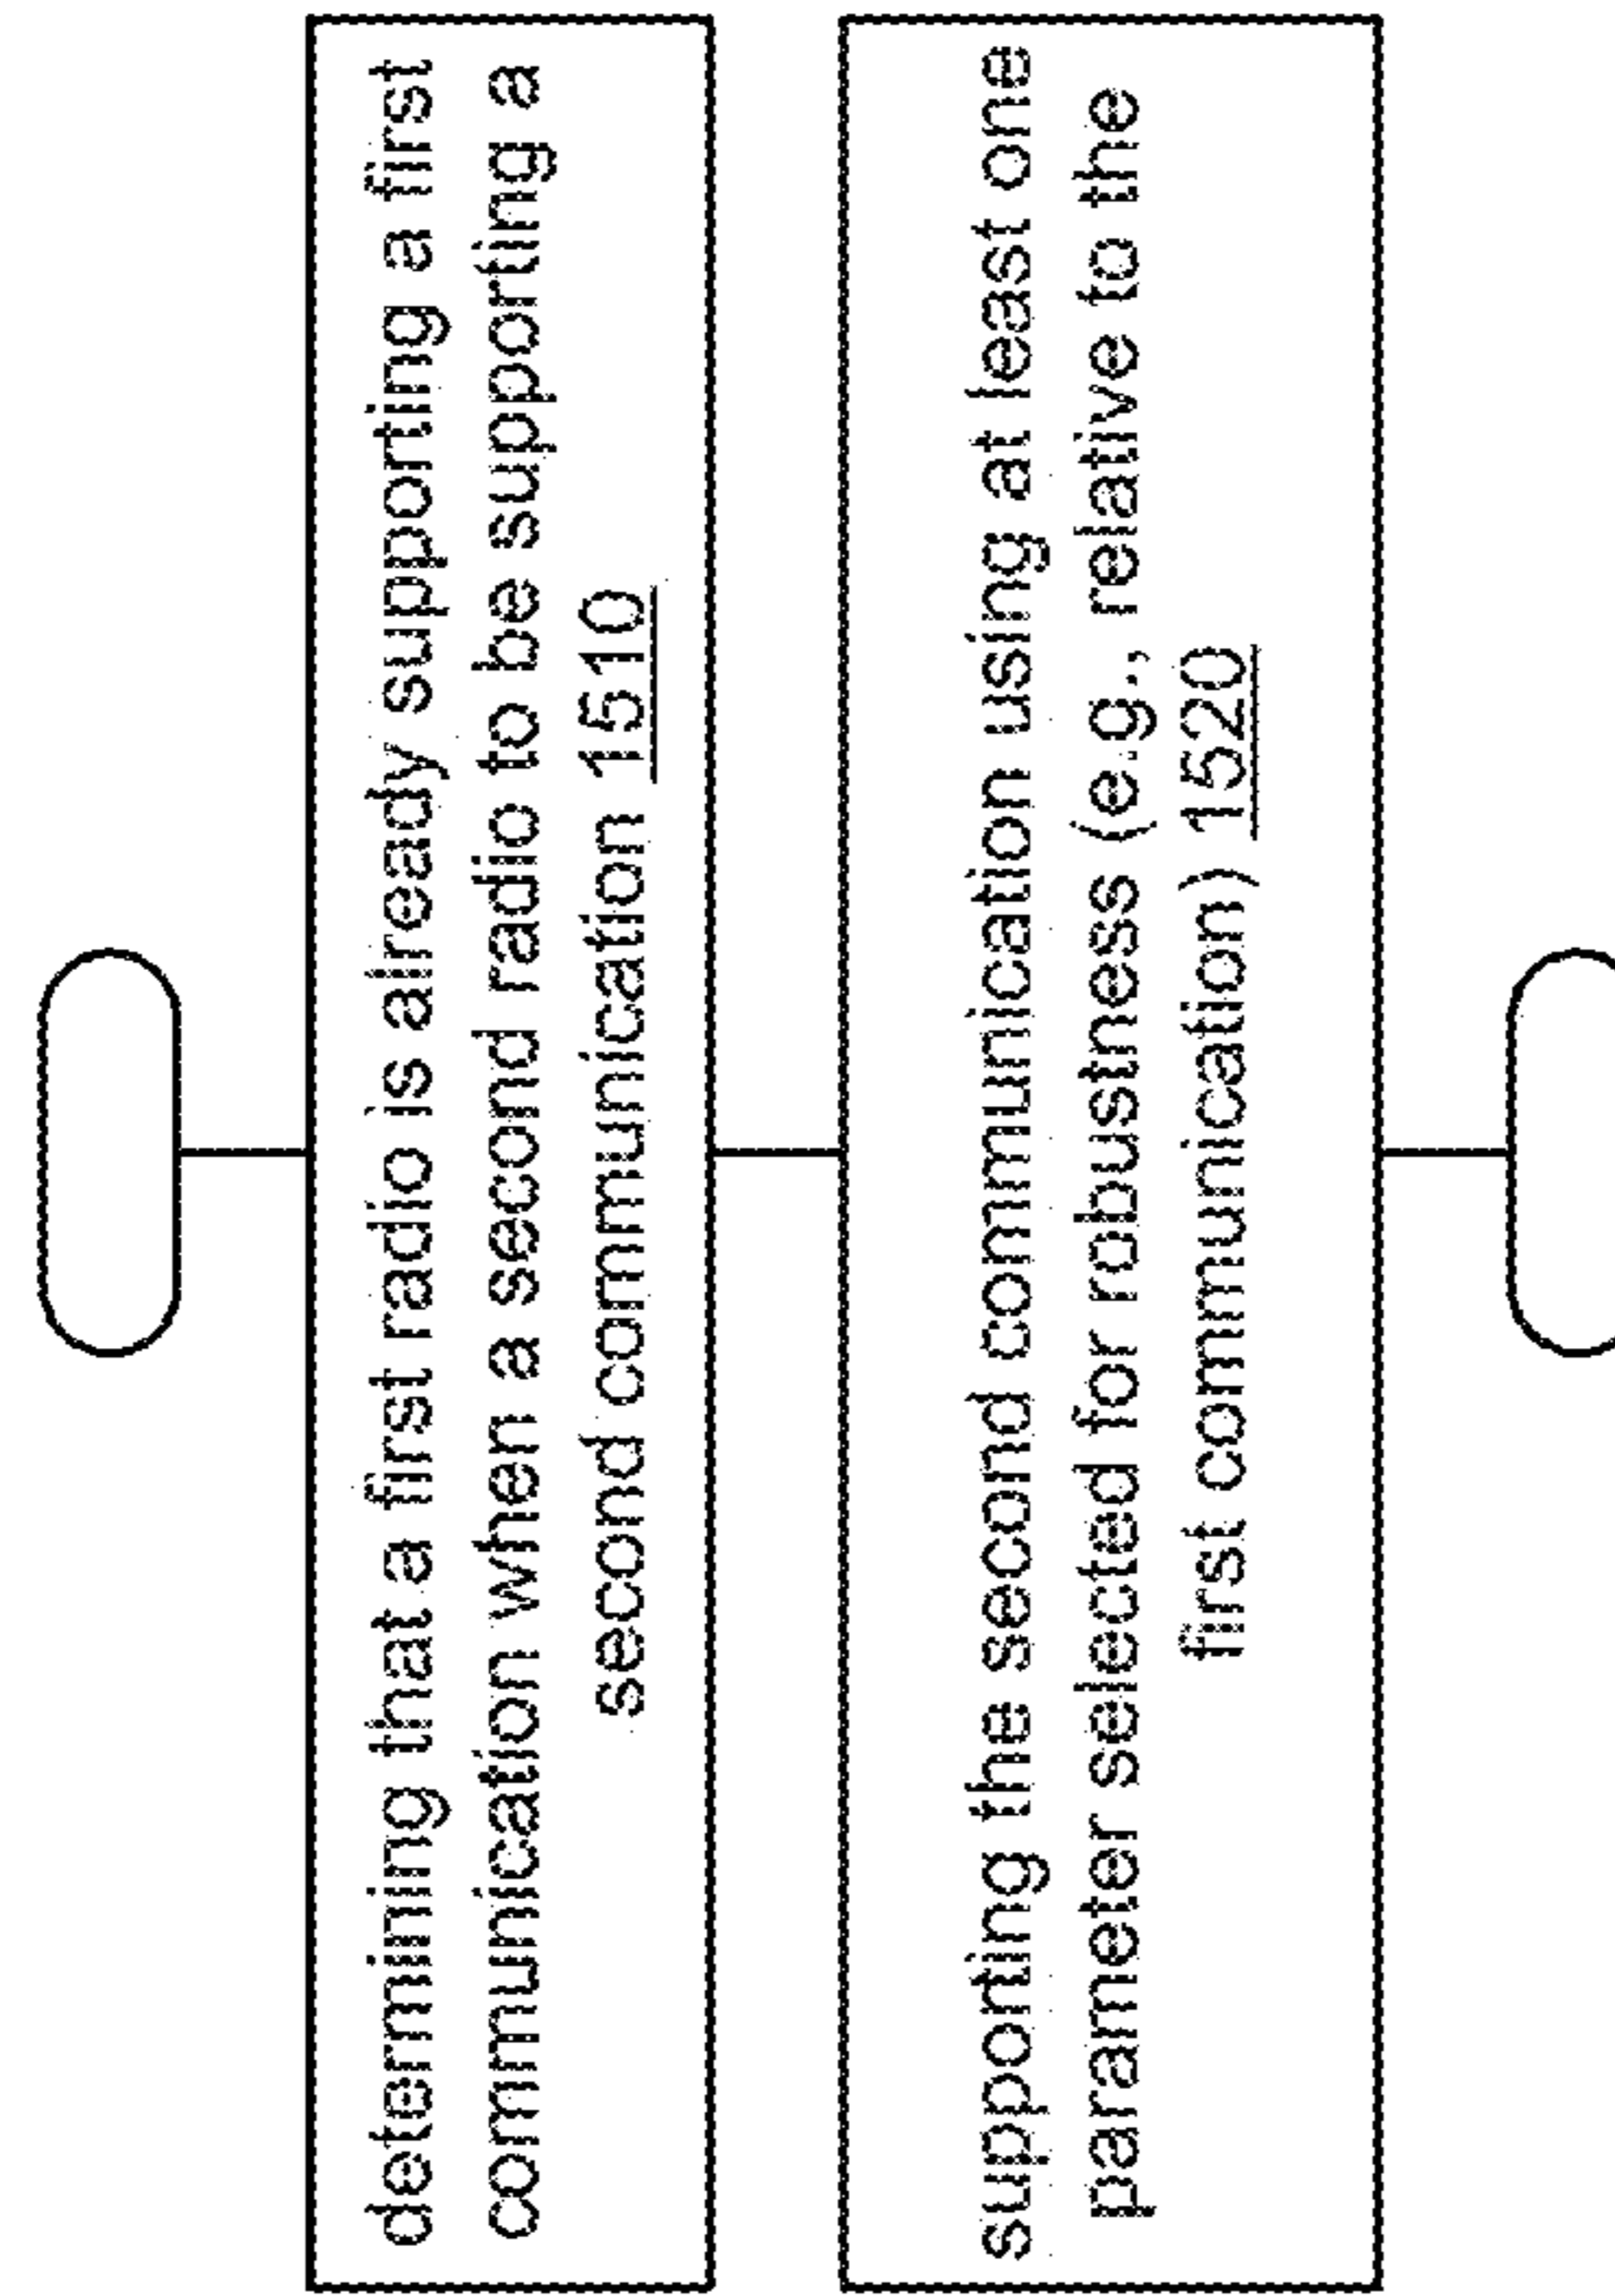 determining that a first radio is already supporting a first
communication when a second radio to be supporting a
second communication 1510
supporting the second communication using at least one
parameter selected for robustness (e.g., relative to the
first communication) 1520